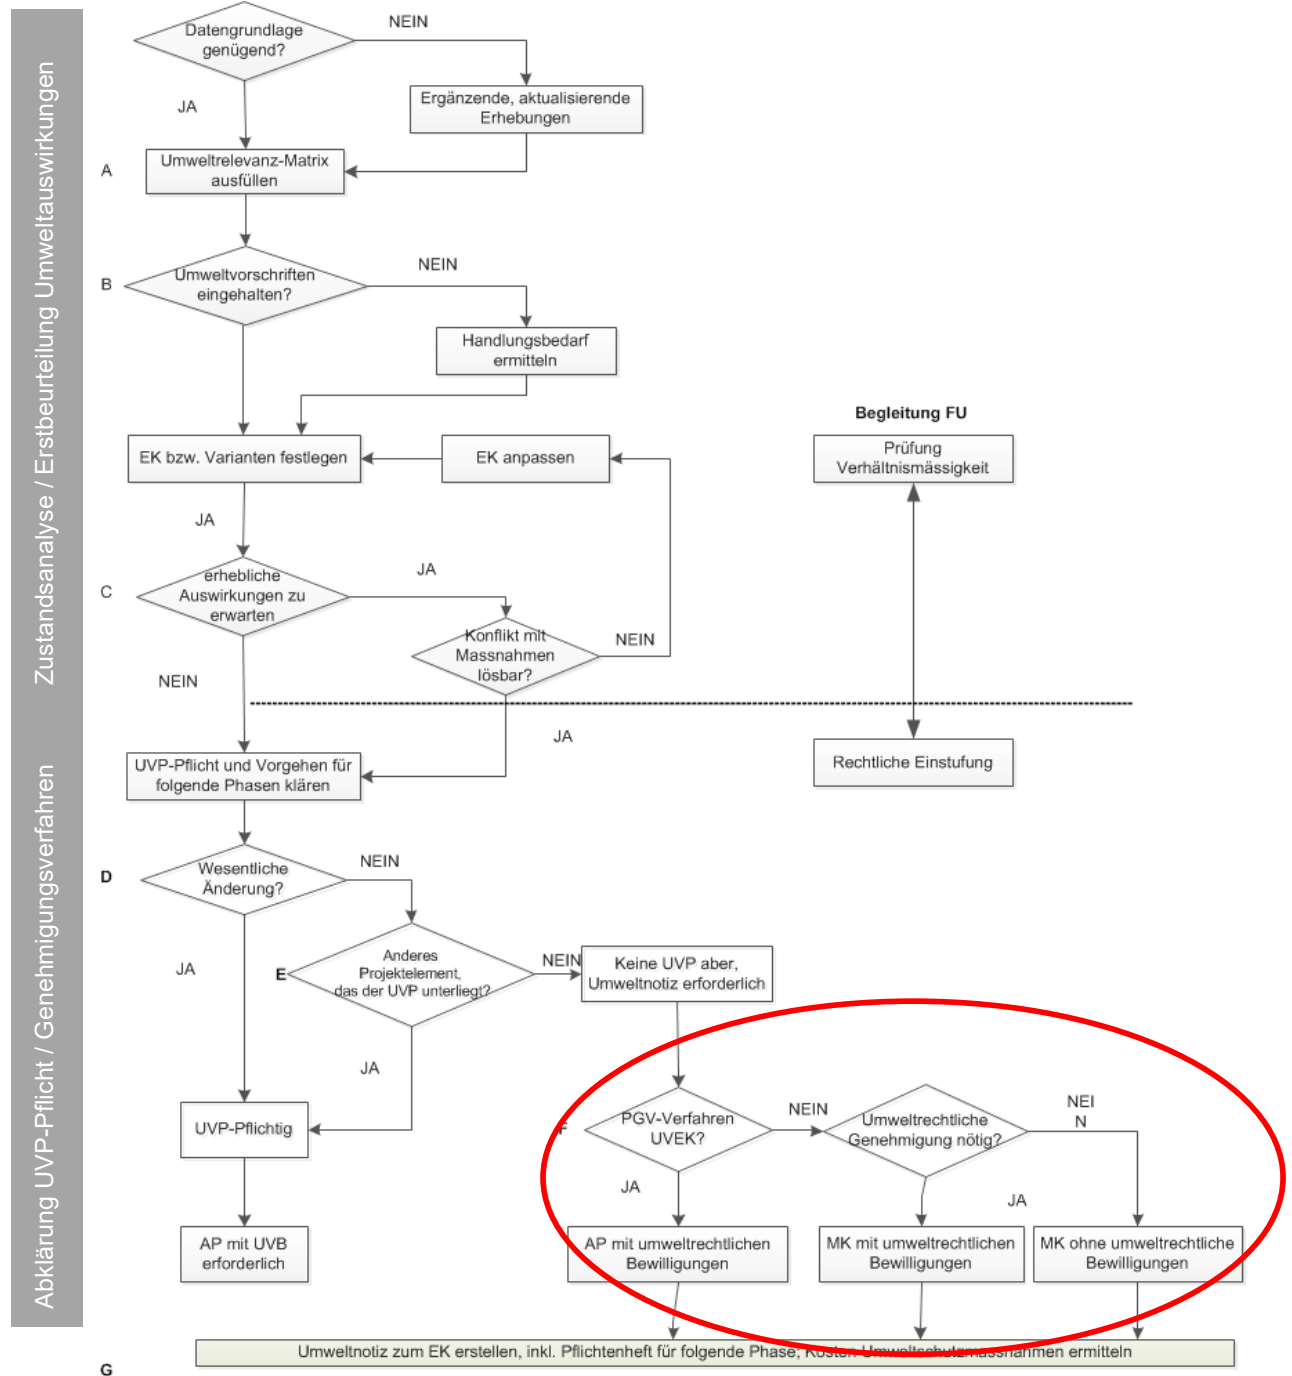 Zustandsanalyse / Erstbeurteilung Umweltauswirkungen
Datengrundlage
genügend?
NEIN
JA
Ergänzende, aktualisierende
Erhebungen
A
Umweltrelevanz-Matrix
ausfüllen
B
Umweltvorschriften
eingehalten?
NEIN
Handlungsbedarf
ermitteln
EK bzw. Varianten festlegen
EK anpassen
Begleitung FU
Prüfung
Verhältnismässigkeit
JA
C
erhebliche
Auswirkungen zu
erwarten
JA
Konflikt mit
Massnahmen
lösbar?
NEIN
NEIN
JA
Abklärung UVP-Pflicht / Genehmigungsverfahren
UVP-Pflicht und Vorgehen für
folgende Phasen klären
Rechtliche Einstufung
D
Wesentliche
Änderung?
NEIN
JA
E
Anderes
Projektelement,
das der UVP unterliegt?
NEIN
Keine UVP aber,
Umweltnotiz erforderlich
JA
UVP-Pflichtig
F
PGV-Verfahren
UVEK?
NEIN
Umweltrechtliche
Genehmigung nötig?
NEI
N
JA
JA
AP mit UVB
erforderlich
AP mit umweltrechtlichen
Bewilligungen
MK mit umweltrechtlichen
Bewilligungen
MK ohne umweltrechtliche
Bewilligungen
G
Umweltnotiz zum EK erstellen, inkl. Pflichtenheft für folgende Phase, Kosten Umweltschutzmassnahmen ermitteln